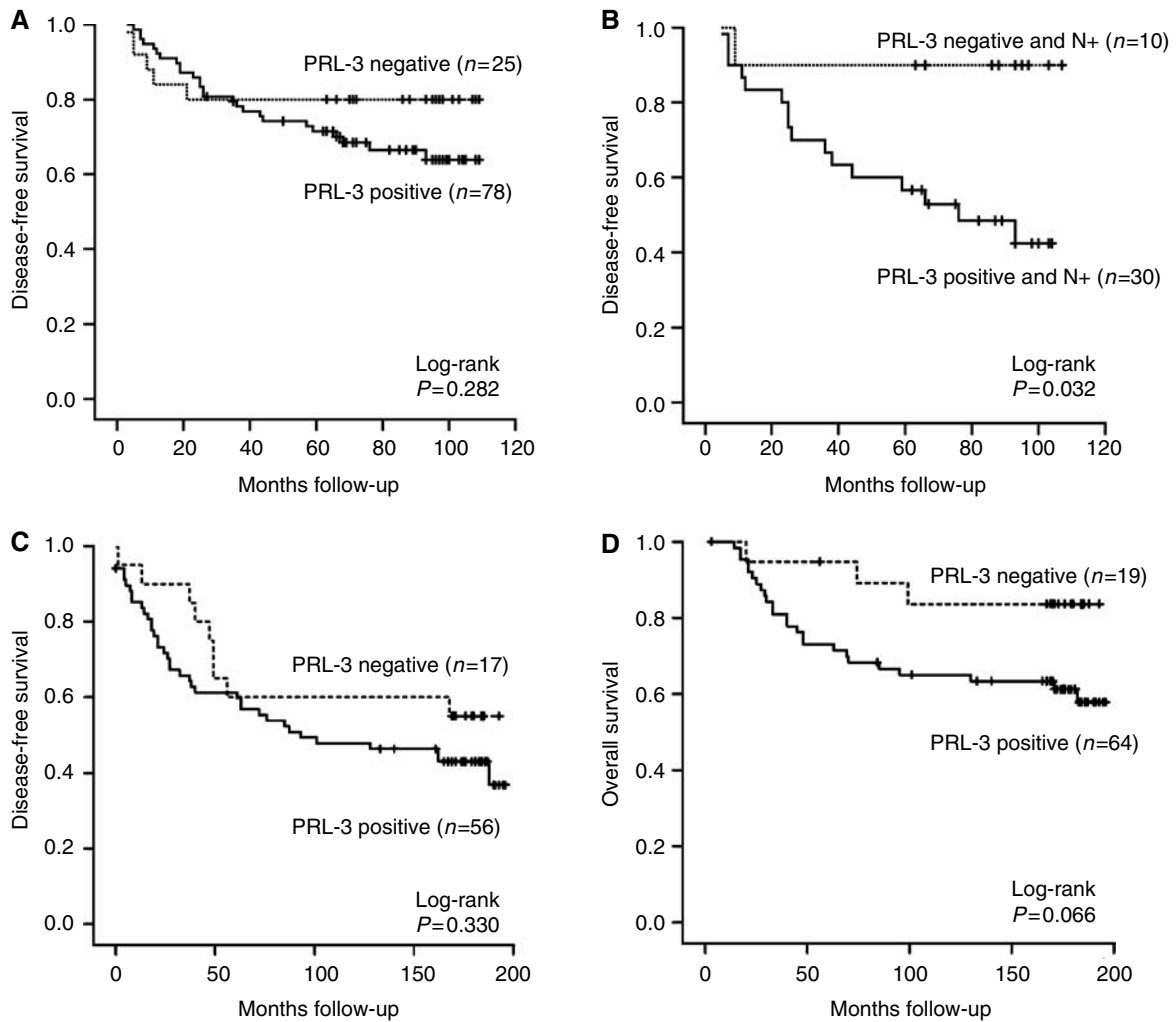 A
Disease-free survival
1.0
0.8
0.6
0.4
0.2
0.0
PRL-3 negative (n=25)
PRL-3 positive (n=78)
Log-rank
P=0.282
0 20 40 60 80 100 120
Months follow-up
B
Disease-free survival
1.0
0.8
0.6
0.4
0.2
0.0
PRL-3 negative and N+ (n=10)
PRL-3 positive and N+ (n=30)
Log-rank
P=0.032
0 20 40 60 80 100 120
Months follow-up
C
Disease-free survival
1.0
0.8
0.6
0.4
0.2
0.0
PRL-3 negative (n=17)
PRL-3 positive (n=56)
Log-rank
P=0.330
0 50 100 150 200
Months follow-up
D
Overall survival
1.0
0.8
0.6
0.4
0.2
0.0
PRL-3 negative (n=19)
PRL-3 positive (n=64)
Log-rank
P=0.066
0 50 100 150 200
Months follow-up